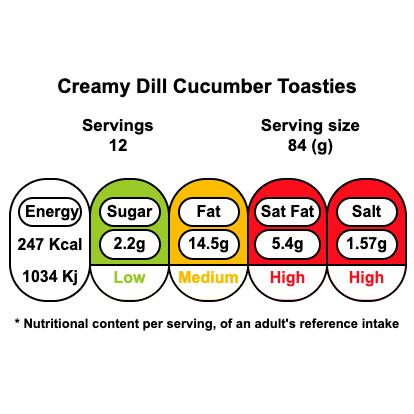 Creamy Dill Cucumber Toasties
Servings Serving size
12 84 (g)
Energy Sugar Fat Sat Fat Salt
247 Kcal 2.2g 14.5g 5.4g 1.57g
1034 Kj Low Medium High High
* Nutritional content per serving, of an adult's reference intake